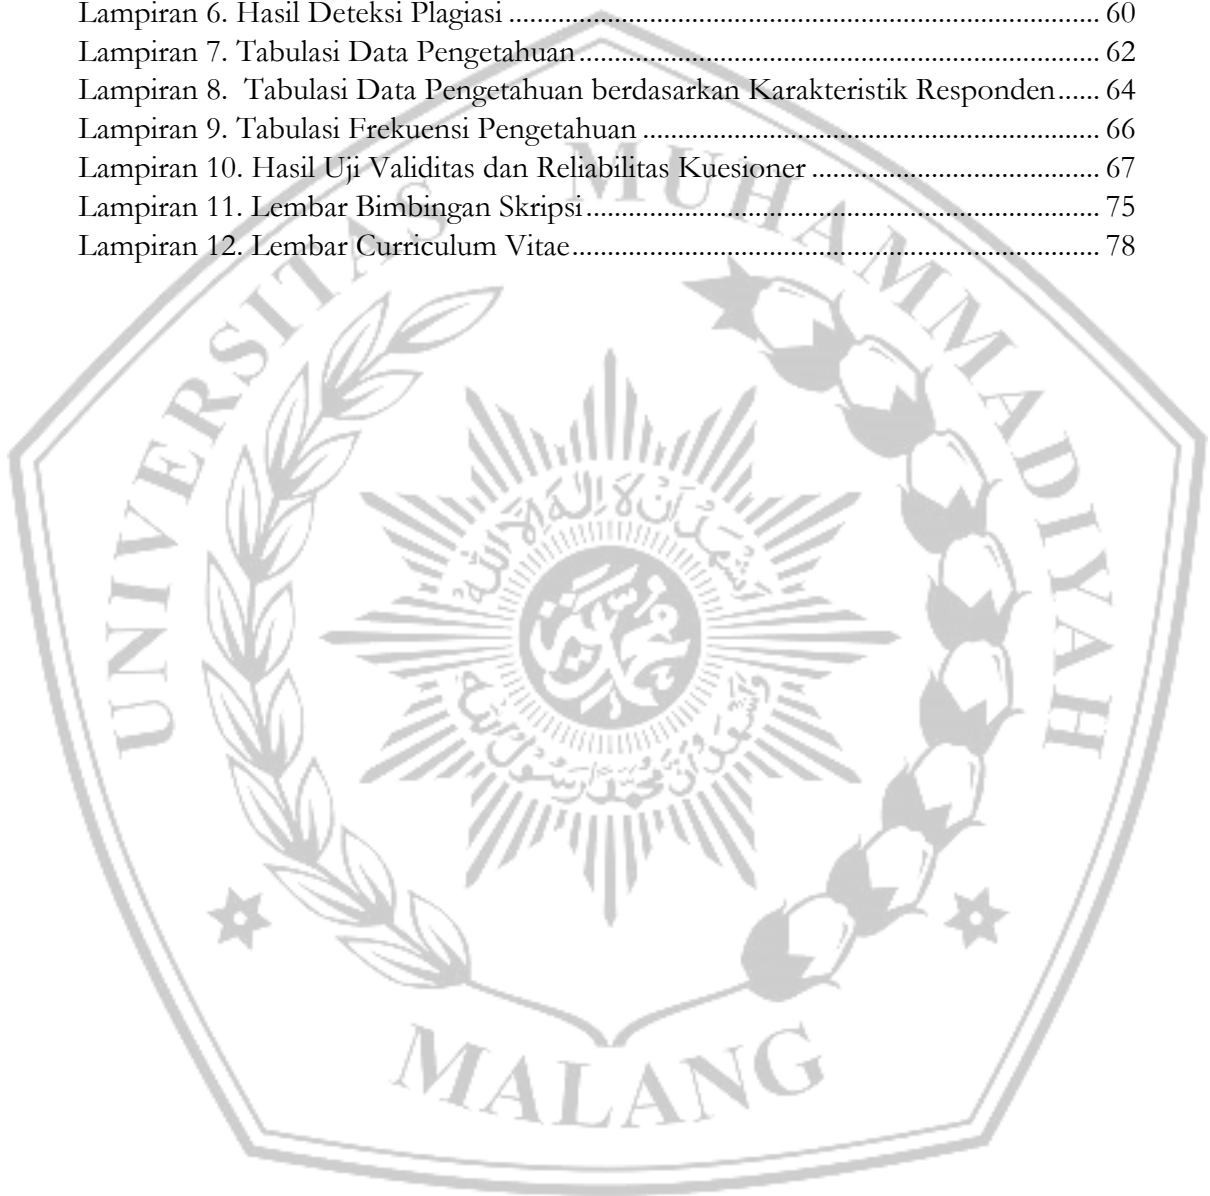 Lampiran 6. Hasil Deteksi Plagiasi ................................................................................... 60
Lampiran 7. Tabulasi Data Pengetahuan ......................................................................... 62
Lampiran 8.  Tabulasi Data Pengetahuan berdasarkan Karakteristik Responden...... 64
Lampiran 9. Tabulasi Frekuensi Pengetahuan ................................................................ 66
Lampiran 10. Hasil Uji Validitas dan Reliabilitas Kuesioner ........................................ 67
Lampiran 11. Lembar Bimbingan Skripsi ........................................................................ 75
Lampiran 12. Lembar Curriculum Vitae .......................................................................... 78
UNIVERSITAS MUHAMMADIYAH
MALANG